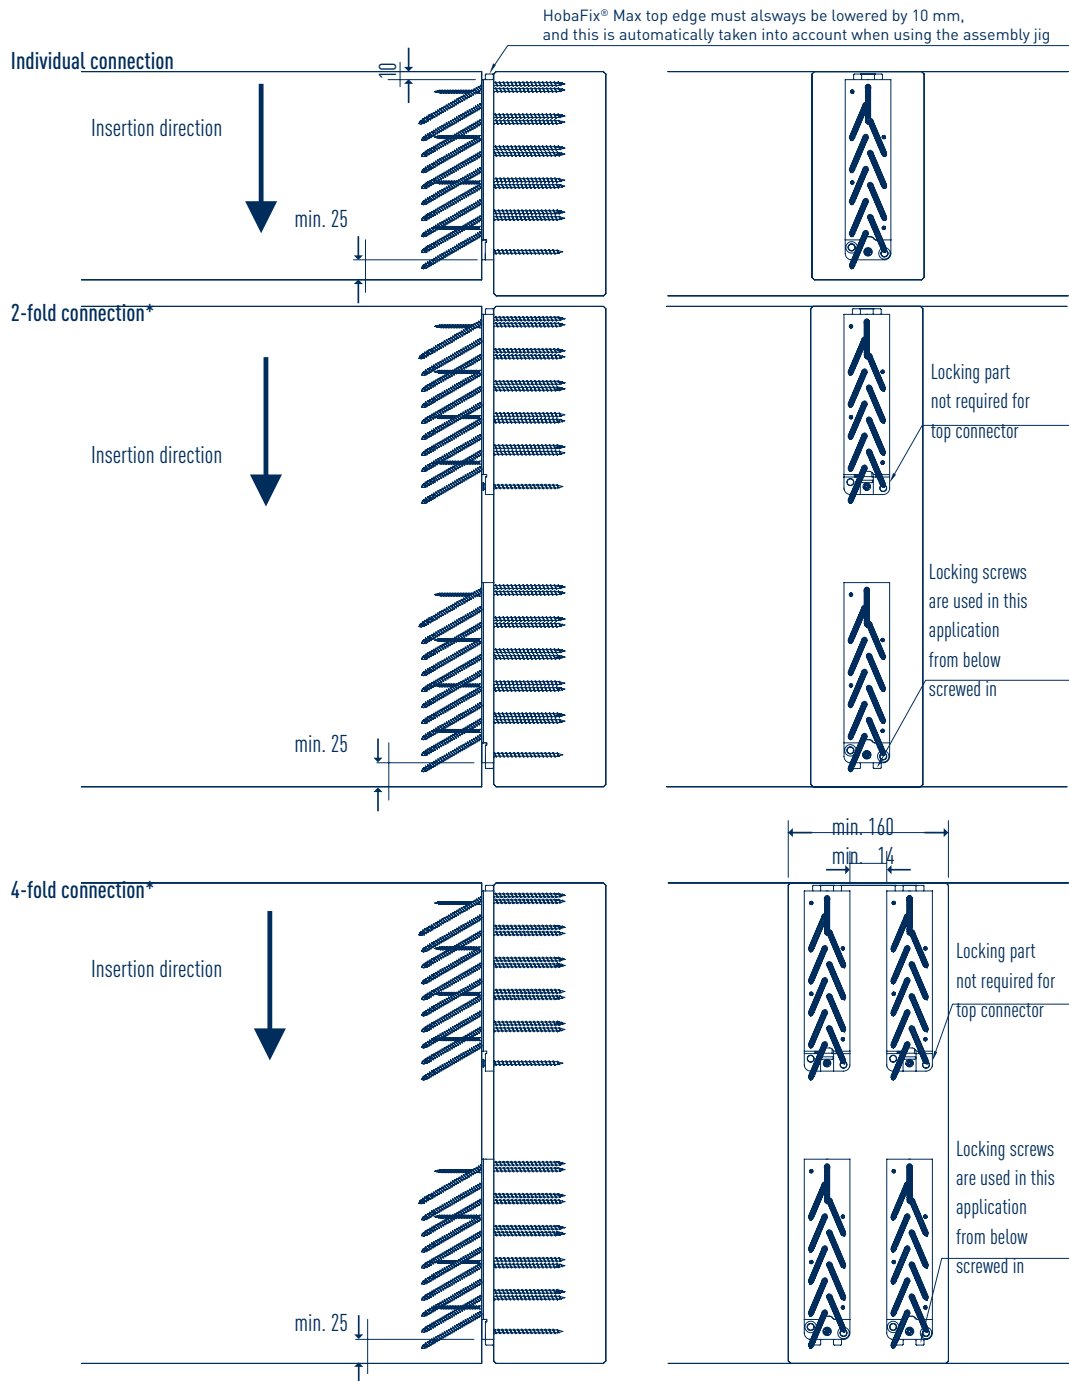 HobaFix® Max top edge must alsways be lowered by 10 mm,
and this is automatically taken into account when using the assembly jig
Individual connection
10
Insertion direction
min. 25
2-fold connection*
Insertion direction
Locking part
not required for
top connector
Locking screws
are used in this
application
from below
screwed in
min. 25
min. 160
min. 14
4-fold connection*
Insertion direction
Locking part
not required for
top connector
Locking screws
are used in this
application
from below
screwed in
min. 25